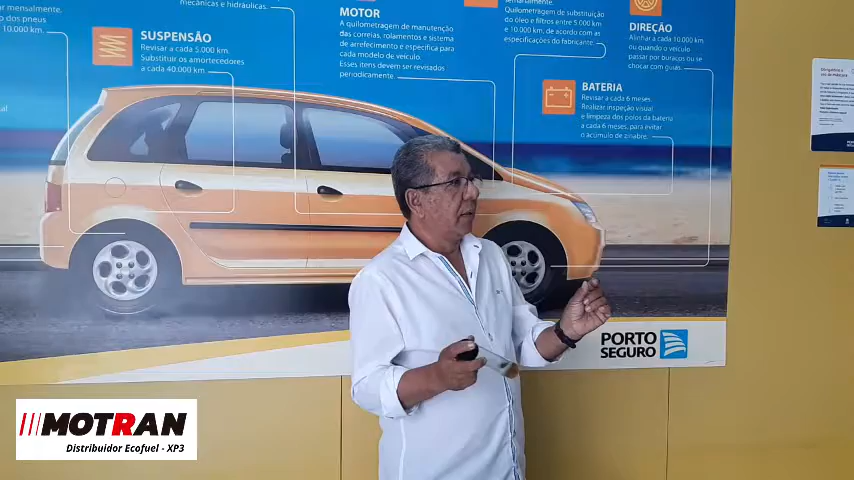 mensalmente.
o dos pneus
0 km.
SUSPENSÃO
Revisar a cada 5.000 km.
Substituir os amortecedores
a cada 40.000 km.
mecânicas e hidráulicas.
MOTOR
A quilometragem de manutenção
das correias, rolamentos e sistema
de arrefecimento é específica para
cada modelo de veículo.
Esses itens devem ser revisados
periodicamente.
Quilometragem de substituição
do óleo e filtros entre 5.000 km
e 10.000 km, de acordo com as
especificações do fabricante.
DIREÇÃO
Alinhar a cada 10.000 km
ou quando o veículo
passar por buracos ou se
chocar com guias.
BATERIA
Revisar a cada 6 meses.
Realizar inspeção visual
e limpeza dos polos da bateria
a cada 6 meses, para evitar
o acúmulo de zinabre.
PORTO
SEGURO
MOTRAN
Distribuidor Ecofuel - XP3